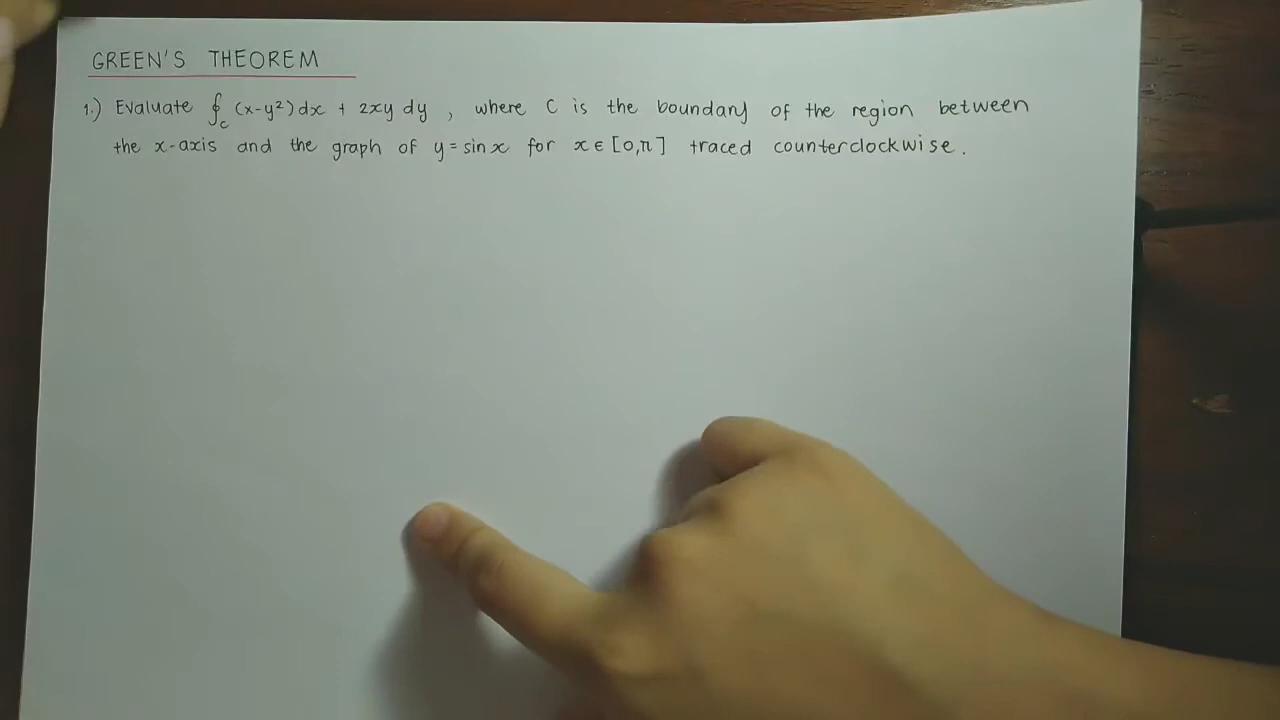 GREEN'S THEOREM
1.) Evaluate ∮_C (x-y²)dx + 2xy dy , where C is the boundary of the region between
the x-axis and the graph of y = sin x for x ∈ [0,π] traced counterclockwise.